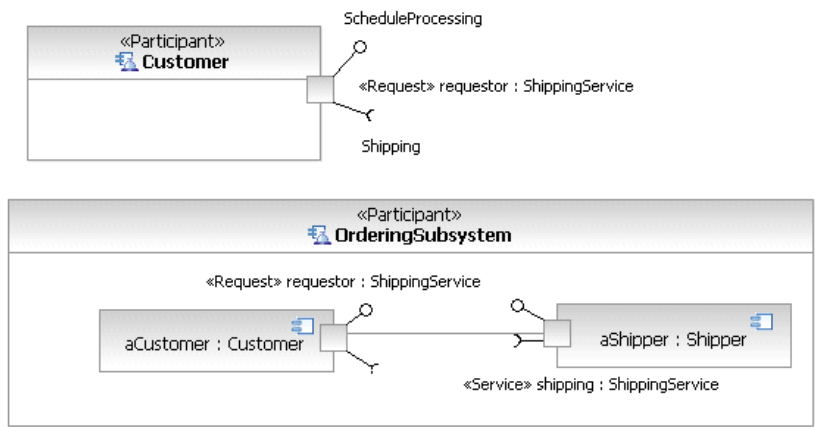 ScheduleProcessing
«Participant»
Customer
«Request» requestor : ShippingService
Shipping
«Participant»
OrderingSubsystem
«Request» requestor : ShippingService
aCustomer : Customer
aShipper : Shipper
«Service» shipping : ShippingService